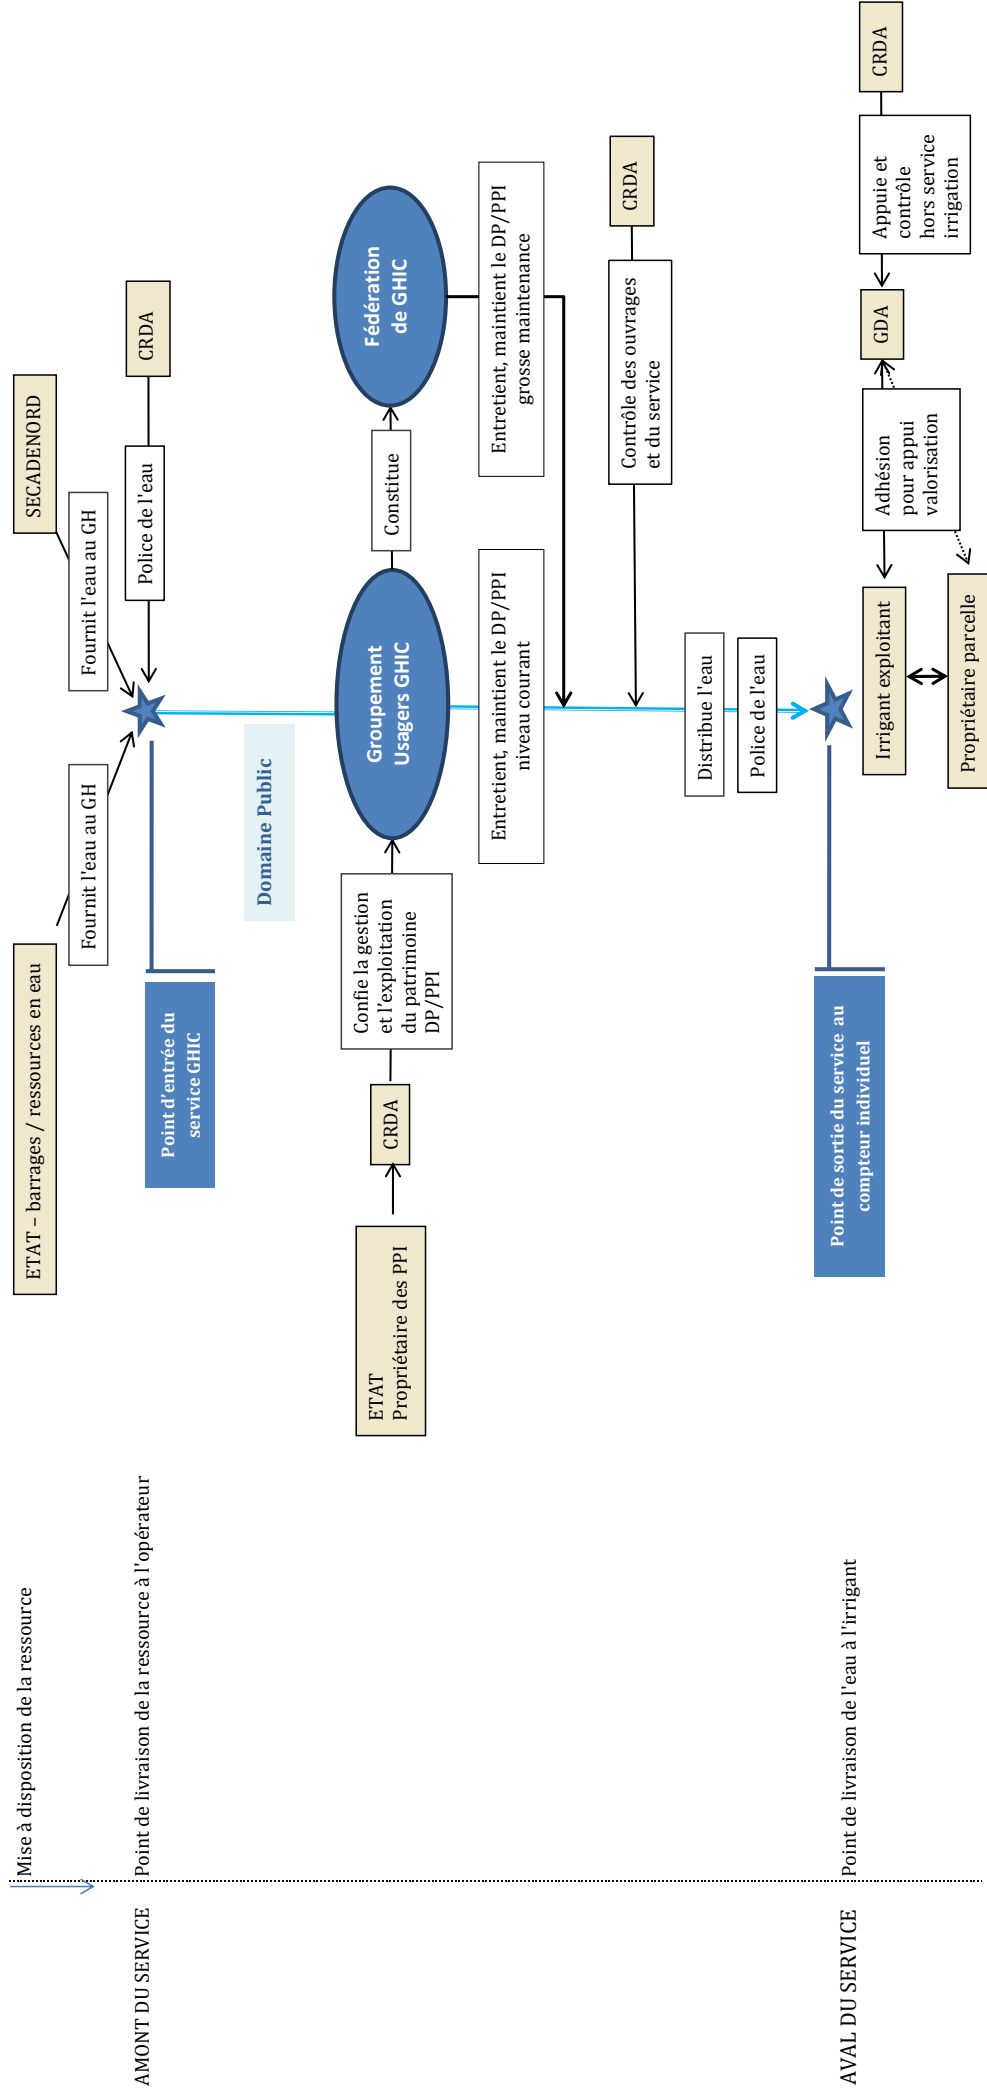 Mise à disposition de la ressource
ETAT – barrages / ressources en eau
SECADENORD
Fournit l'eau au GH
Fournit l'eau au GH
AMONT DU SERVICE
Point de livraison de la ressource à l'opérateur
Point d'entrée du
service GHIC
Police de l'eau
CRDA
Domaine Public
ETAT
Propriétaire des PPI
CRDA
Confie la gestion
et l'exploitation
du patrimoine
DP/PPI
Groupement
Usagers GHIC
Constitue
Fédération
de GHIC
Entretient, maintient le DP/PPI
niveau courant
Entretient, maintient le DP/PPI
grosse maintenance
Contrôle des ouvrages
et du service
CRDA
Distribue l'eau
Police de l'eau
AVAL DU SERVICE
Point de livraison de l'eau à l'irrigant
Point de sortie du service au
compteur individuel
Irrigant exploitant
Adhésion
pour appui
valorisation
GDA
Appuie et
contrôle
hors service
irrigation
CRDA
Propriétaire parcelle